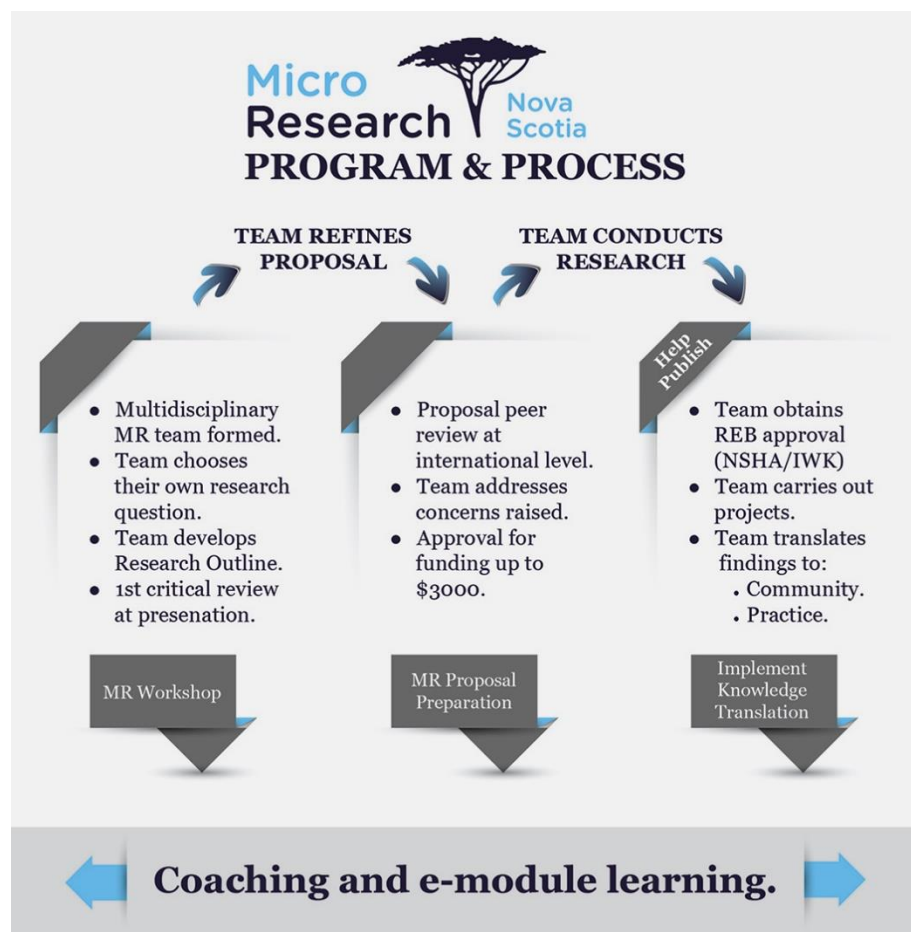 Micro
Research
Nova
Scotia
PROGRAM & PROCESS
TEAM REFINES
PROPOSAL
TEAM CONDUCTS
RESEARCH
● Multidisciplinary
MR team formed.
● Team chooses
their own research
question.
● Team develops
Research Outline.
● 1st critical review
at presenation.
MR Workshop
● Proposal peer
review at
international level.
● Team addresses
concerns raised.
● Approval for
funding up to
$3000.
MR Proposal
Preparation
Help
Publish
● Team obtains
REB approval
(NSHA/IWK)
● Team carries out
projects.
● Team translates
findings to:
• Community.
• Practice.
Implement
Knowledge
Translation
Coaching and e-module learning.